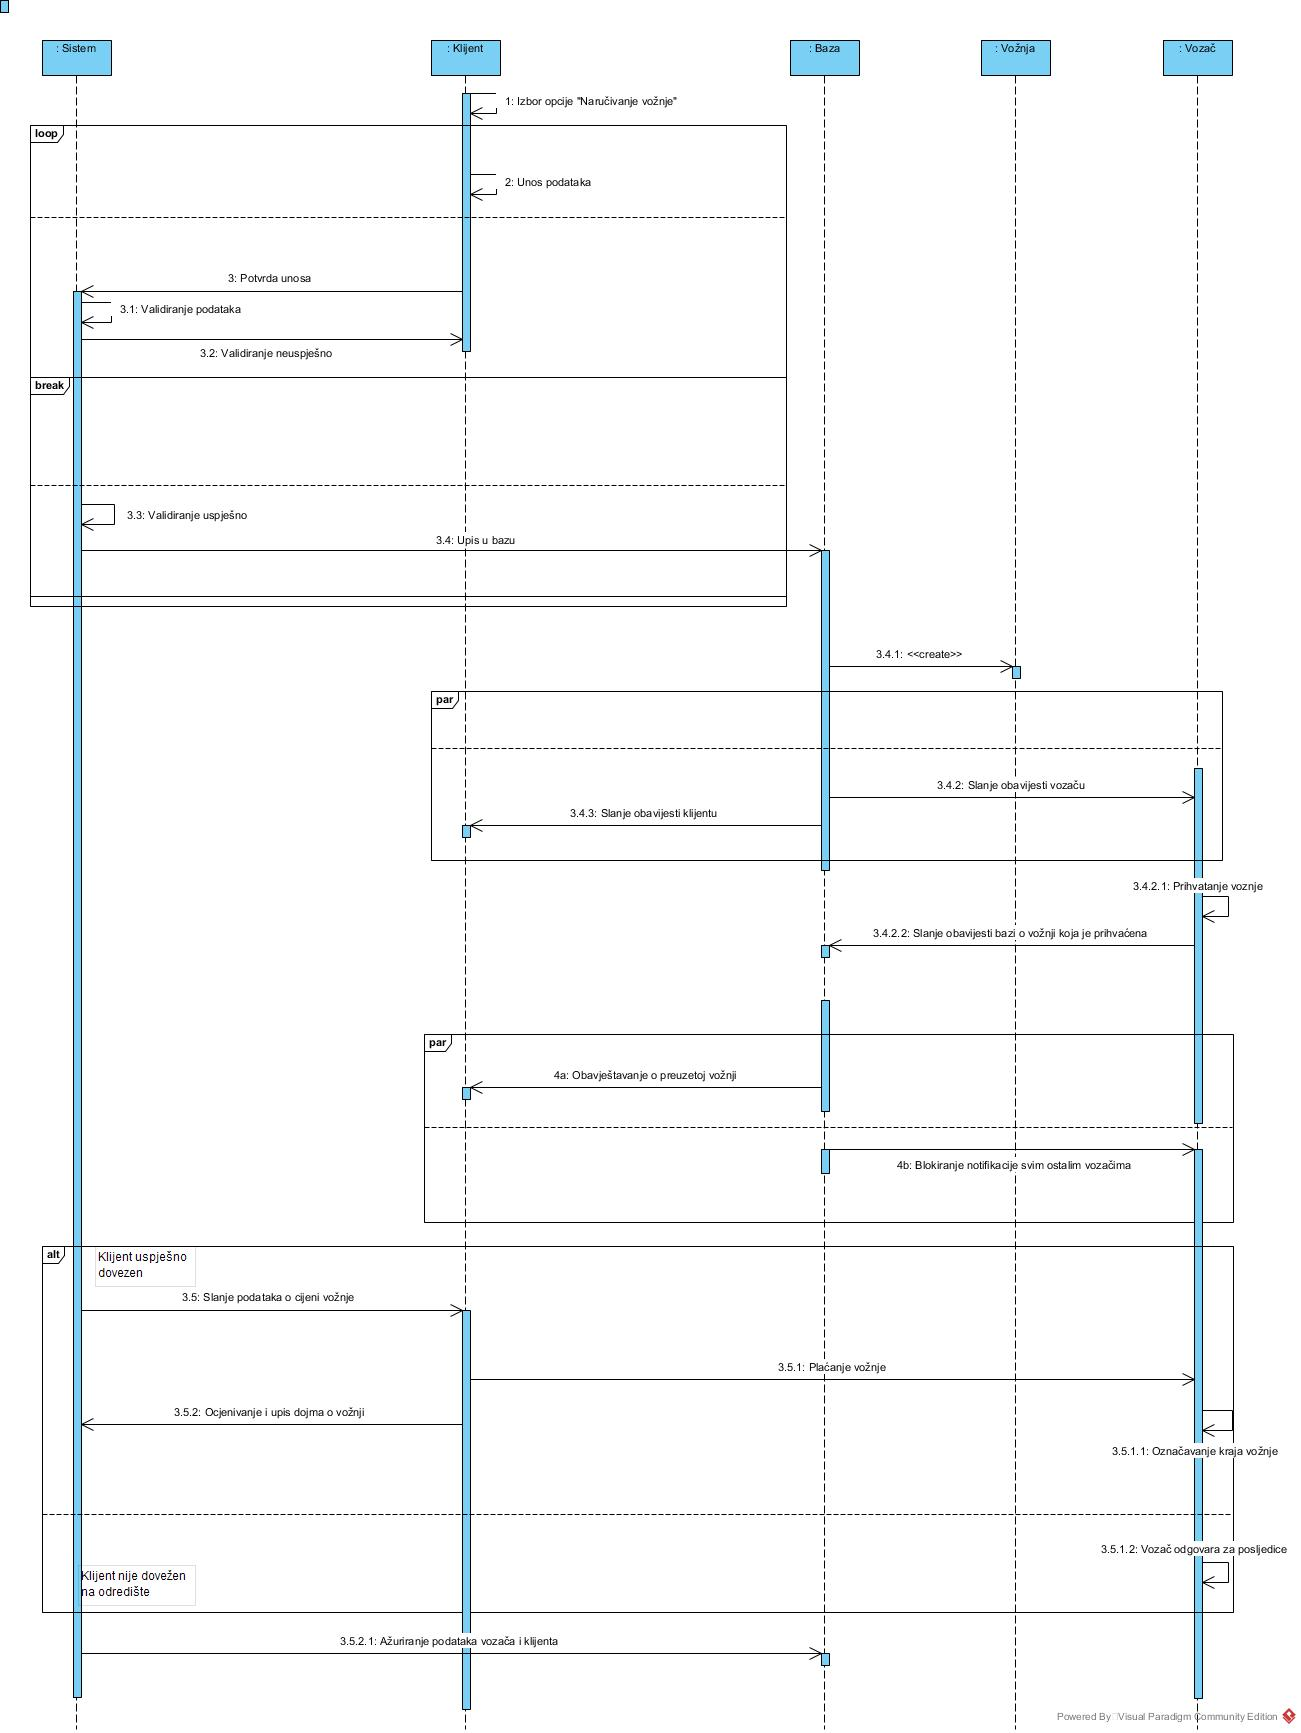 : Sistem
: Klijent
: Baza
: Vožnja
: Vozač
1: Izbor opcije "Naručivanje vožnje"
loop
2: Unos podataka
3: Potvrda unosa
3.1: Validiranje podataka
3.2: Validiranje neuspješno
break
3.3: Validiranje uspješno
3.4: Upis u bazu
3.4.1: <<create>>
par
3.4.2: Slanje obavijesti vozaču
3.4.3: Slanje obavijesti klijentu
3.4.2.1: Prihvatanje voznje
3.4.2.2: Slanje obavijesti bazi o vožnji koja je prihvaćena
par
4a: Obavještavanje o preuzetoj vožnji
4b: Blokiranje notifikacije svim ostalim vozačima
alt
Klijent uspješno
dovezen
3.5: Slanje podataka o cijeni vožnje
3.5.1: Plaćanje vožnje
3.5.2: Ocjenivanje i upis dojma o vožnji
3.5.1.1: Označavanje kraja vožnje
3.5.1.2: Vozač odgovara za posljedice
Klijent nije dovežen
na odredište
3.5.2.1: Ažuriranje podataka vozača i klijenta
Powered By Visual Paradigm Community Edition